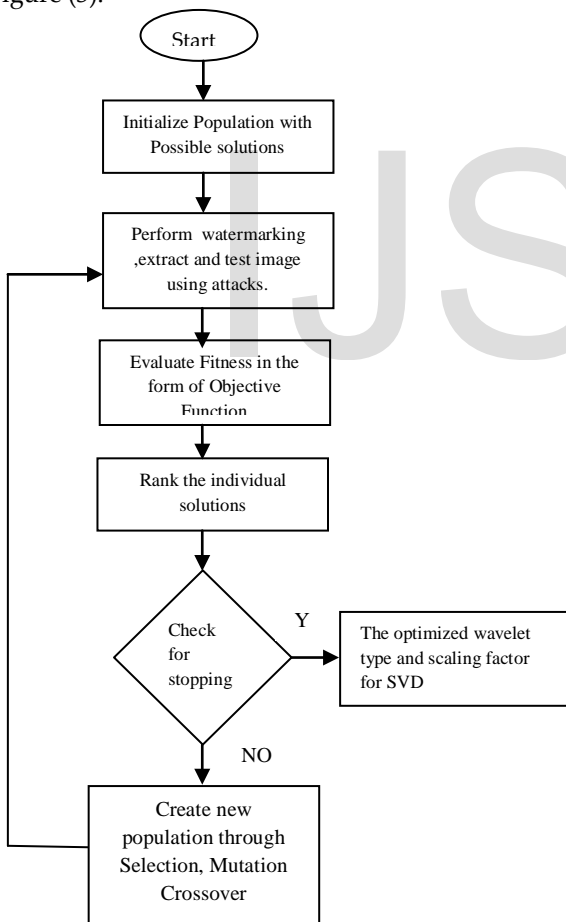 igure (3).
Start
Initialize Population with
Possible solutions
Perform watermarking
,extract and test image
using attacks.
Evaluate Fitness in the
form of Objective
Function
Rank the individual
solutions
Check
for
stopping
Y
The optimized wavelet
type and scaling factor
for SVD
NO
Create new
population through
Selection, Mutation
Crossover
IJS